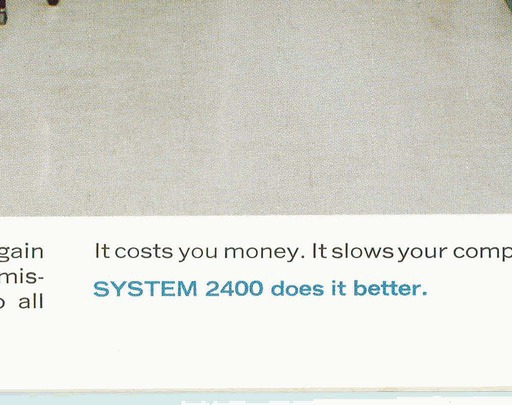 gain
mis-
all
It costs you money. It slows your comp
SYSTEM 2400 does it better.